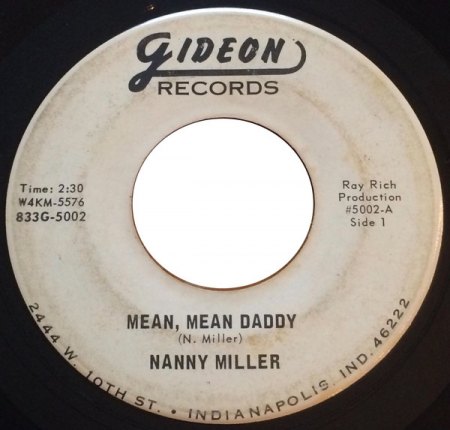 GIDEON
RECORDS
Time: 2:30
W4KM-5576
833G-5002
Ray Rich
Production
#5002-A
Side 1
MEAN, MEAN DADDY
(N. Miller)
NANNY MILLER
2444 W. 10TH ST. • INDIANAPOLIS, IND. 46222